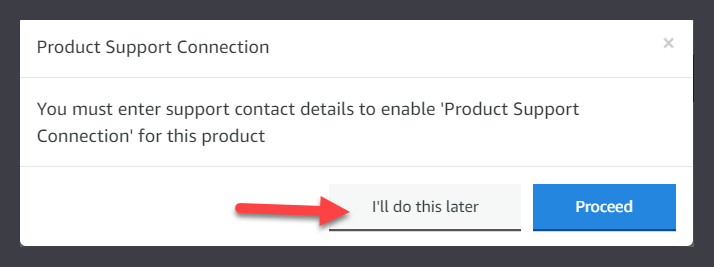 Product Support Connection
×
You must enter support contact details to enable 'Product Support
Connection' for this product
I'll do this later
Proceed